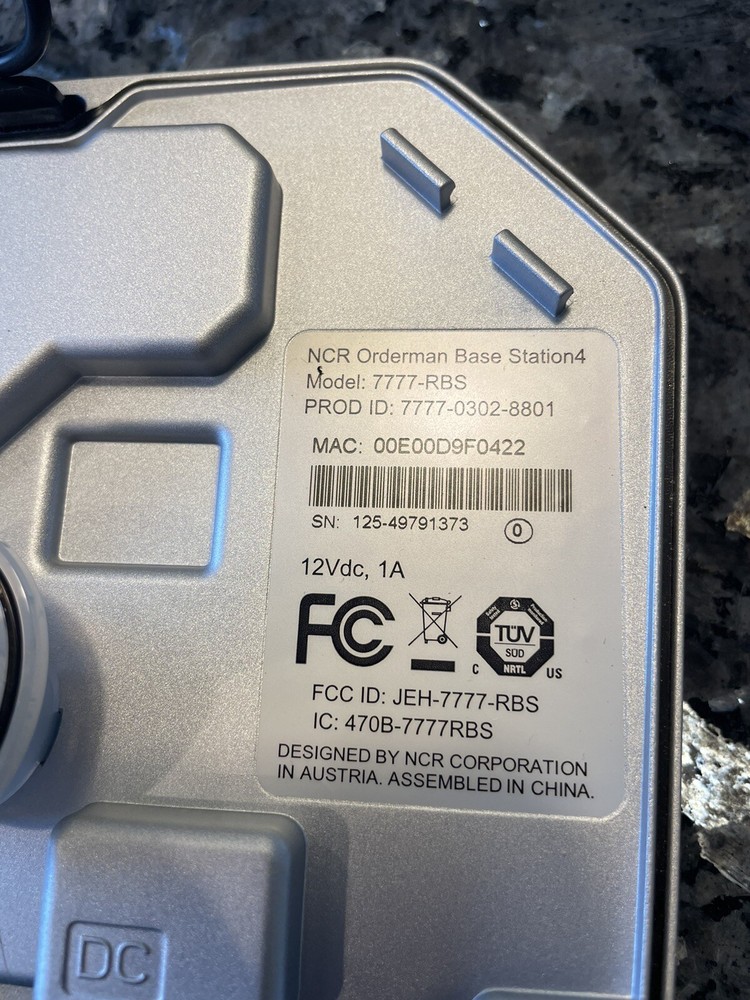 NCR Orderman Base Station4
Model: 7777-RBS
PROD ID: 7777-0302-8801
MAC: 00E00D9F0422
SN: 125-49791373
0
12Vdc, 1A
FC
TÜV
SÜD
NRTL
C US
FCC ID: JEH-7777-RBS
IC: 470B-7777RBS
DESIGNED BY NCR CORPORATION
IN AUSTRIA. ASSEMBLED IN CHINA.
DC